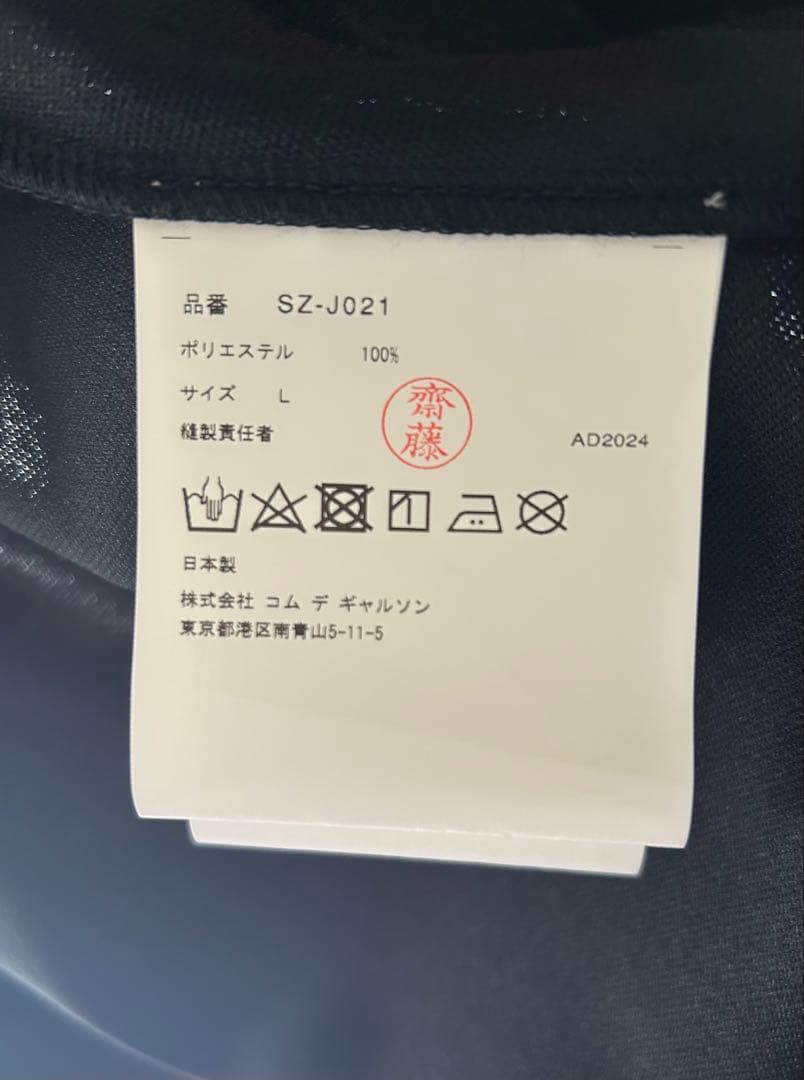 品番 SZ-J021
ポリエステル 100%
サイズ L
縫製責任者 齋藤 AD2024
日本製
株式会社 コム デ ギャルソン
東京都港区南青山5-11-5